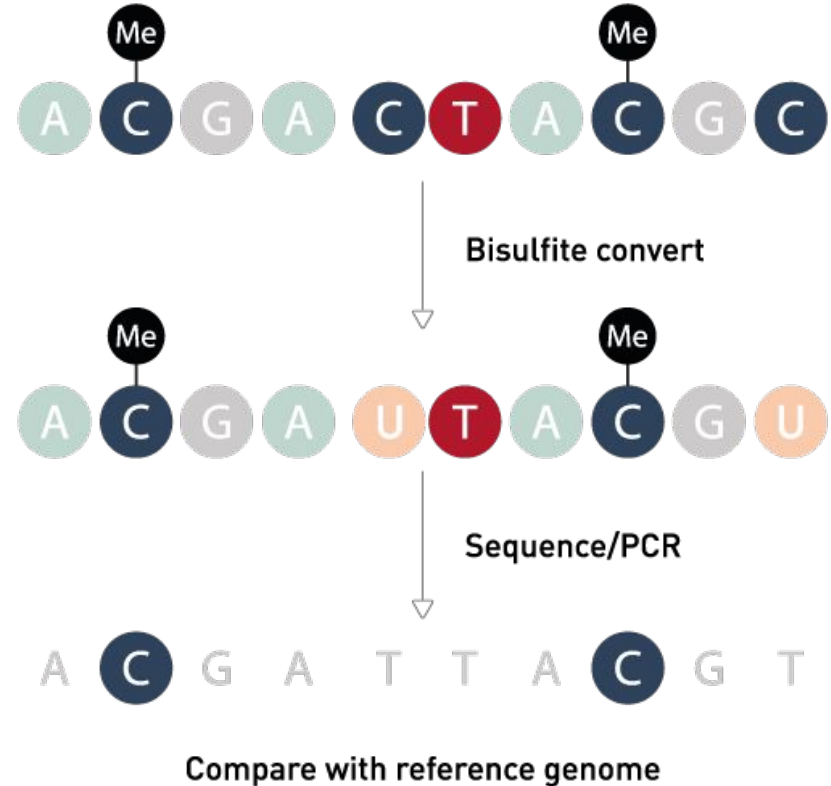 Me Me
A C G A C T A C G C
Bisulfite convert
Me Me
A C G A U T A C G U
Sequence/PCR
A C G A T T A C G T
Compare with reference genome